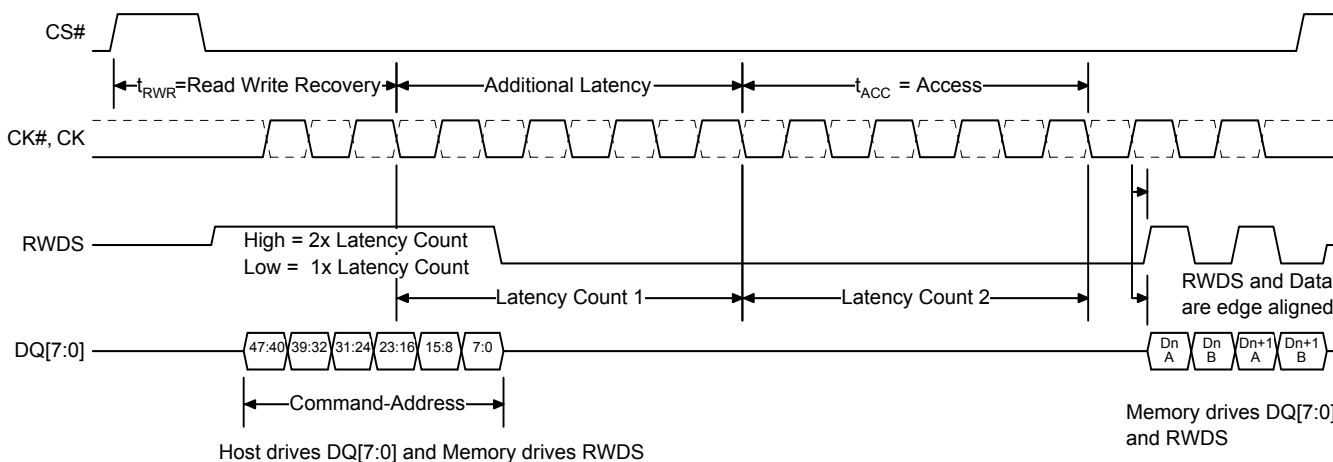 CS#
tRWR=Read Write Recovery
Additional Latency
tACC = Access
CK#, CK
RWDS
High = 2x Latency Count
Low = 1x Latency Count
RWDS and Data
are edge aligned
Latency Count 1
Latency Count 2
DQ[7:0]
47:40
39:32
31:24
23:16
15:8
7:0
Dn
A
Dn
B
Dn+1
A
Dn+1
B
Command-Address
Memory drives DQ[7:0]
and RWDS
Host drives DQ[7:0] and Memory drives RWDS